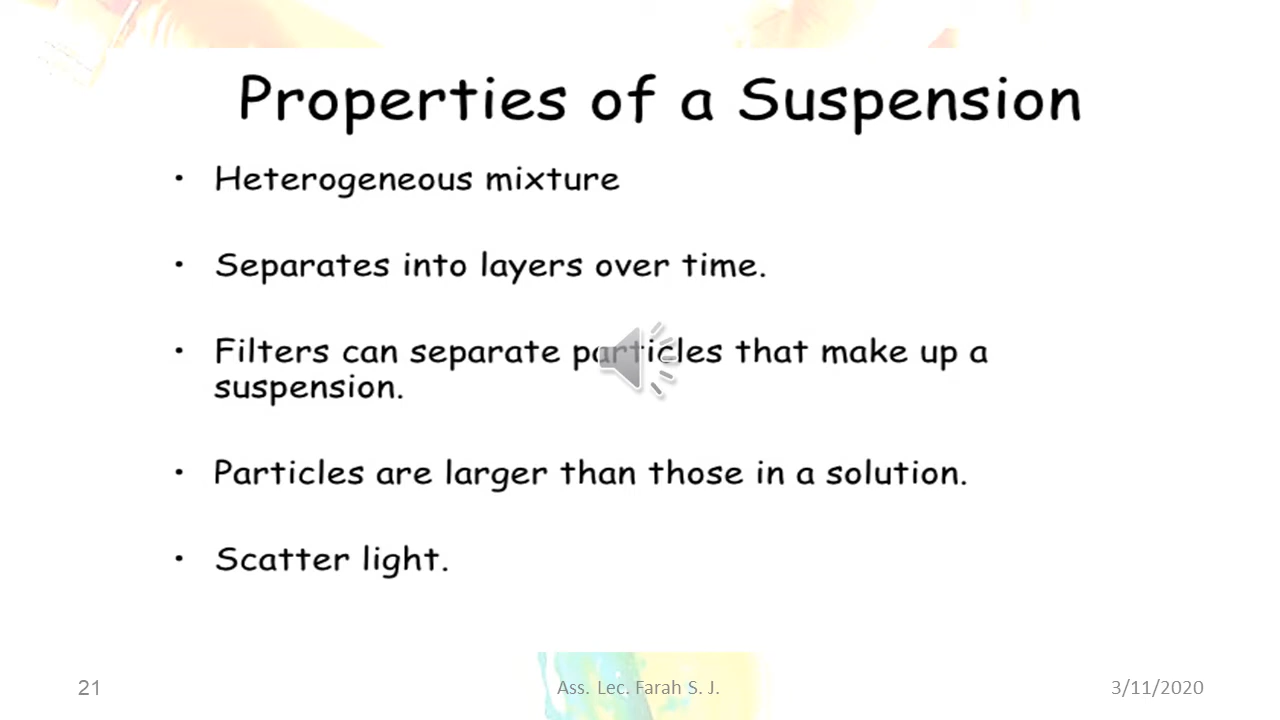 Properties of a Suspension
• Heterogeneous mixture
• Separates into layers over time.
• Filters can separate particles that make up a
suspension.
• Particles are larger than those in a solution.
• Scatter light.
21 Ass. Lec. Farah S. J. 3/11/2020